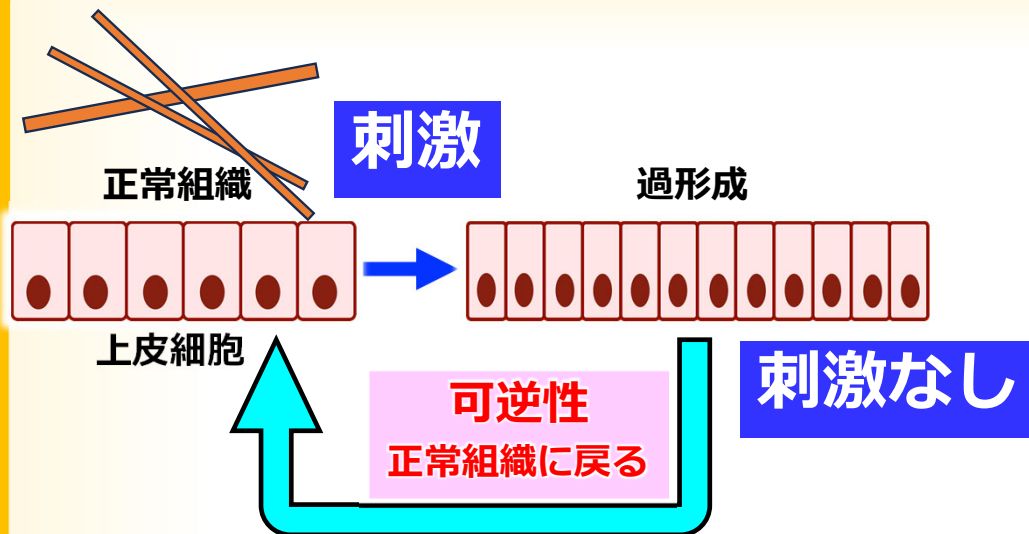 刺激
正常組織
過形成
上皮細胞
刺激なし
可逆性
正常組織に戻る